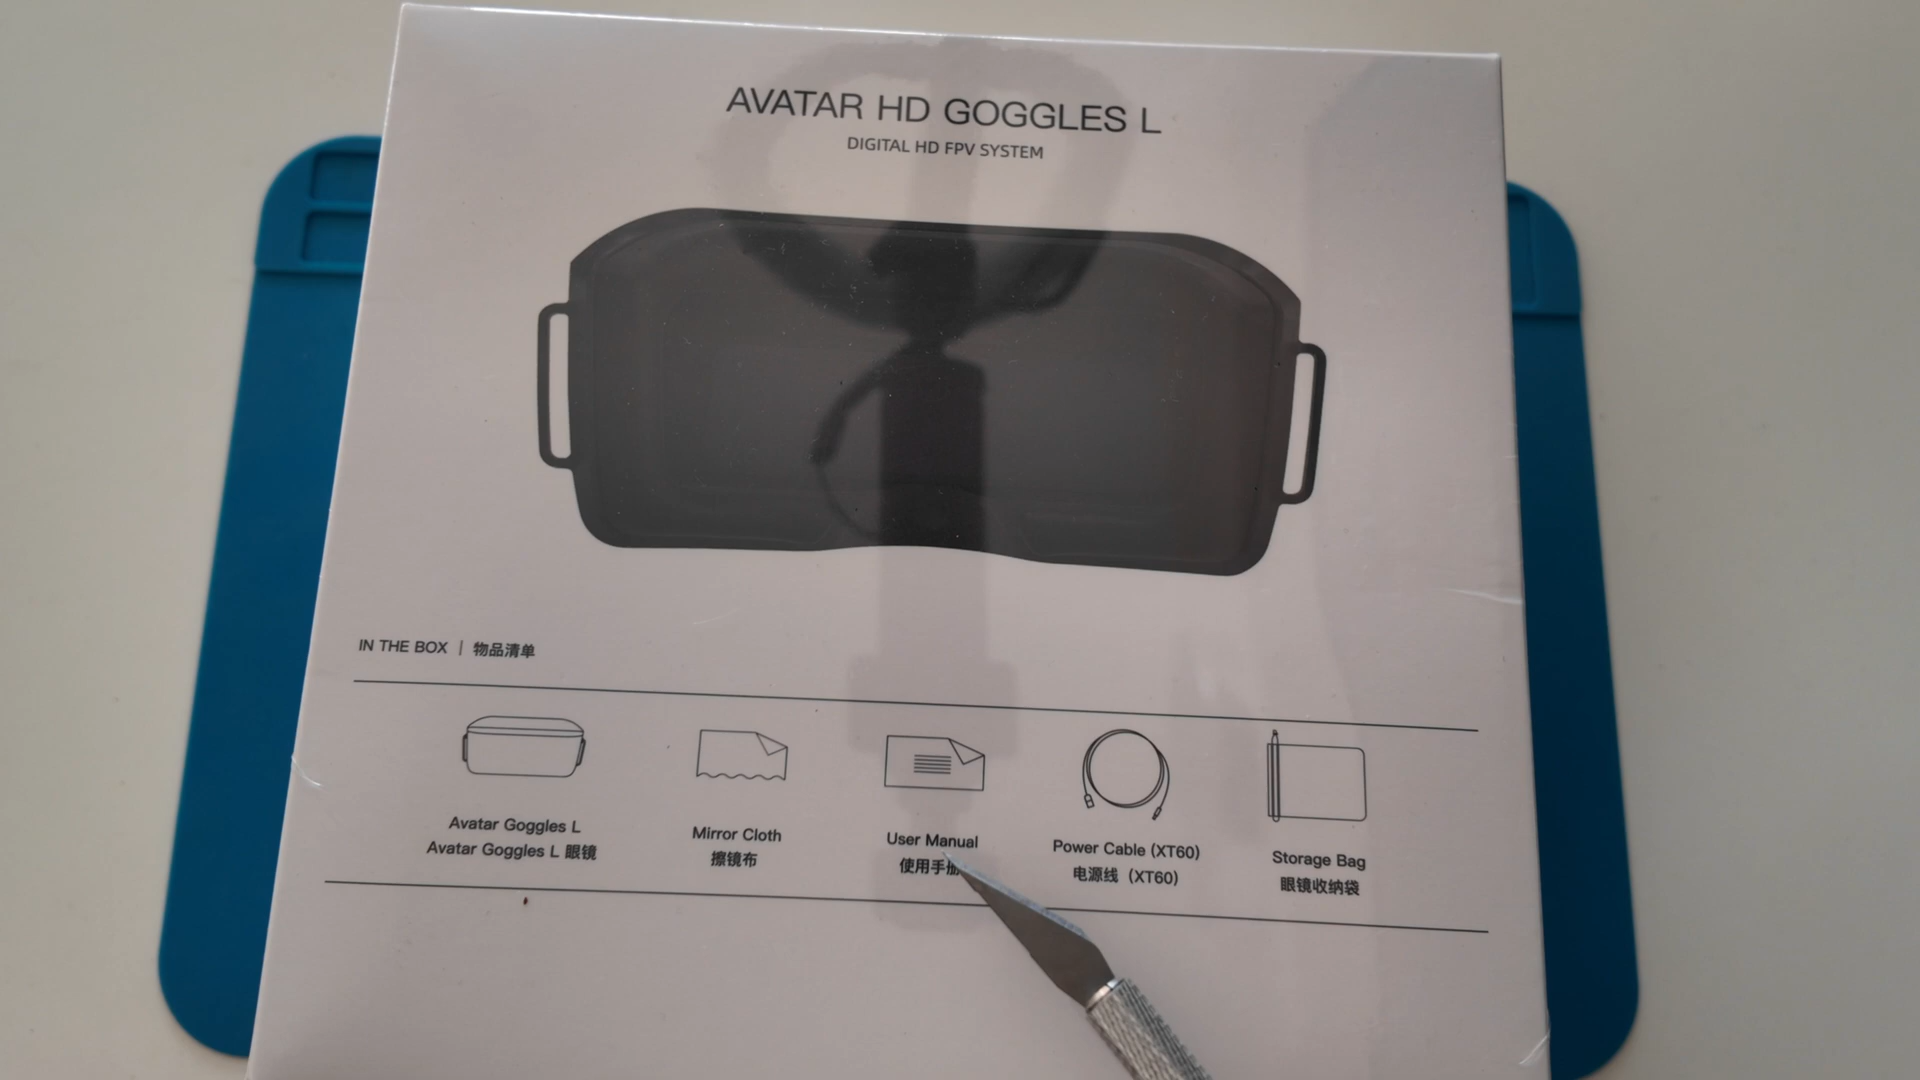 AVATAR HD GOGGLES L
DIGITAL HD FPV SYSTEM
IN THE BOX | 物品清单
Avatar Goggles L
Avatar Goggles L 眼镜
Mirror Cloth
擦镜布
User Manual
使用手册
Power Cable (XT60)
电源线（XT60）
Storage Bag
眼镜收纳袋